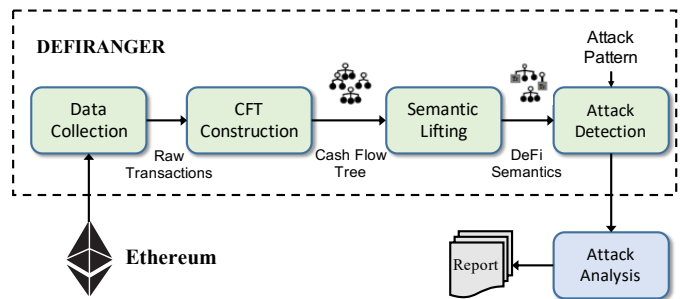 DEFIRANGER
Attack
Pattern
Data
Collection
CFT
Construction
Semantic
Lifting
Attack
Detection
Raw
Transactions
Cash Flow
Tree
DeFi
Semantics
Ethereum
Report
Attack
Analysis